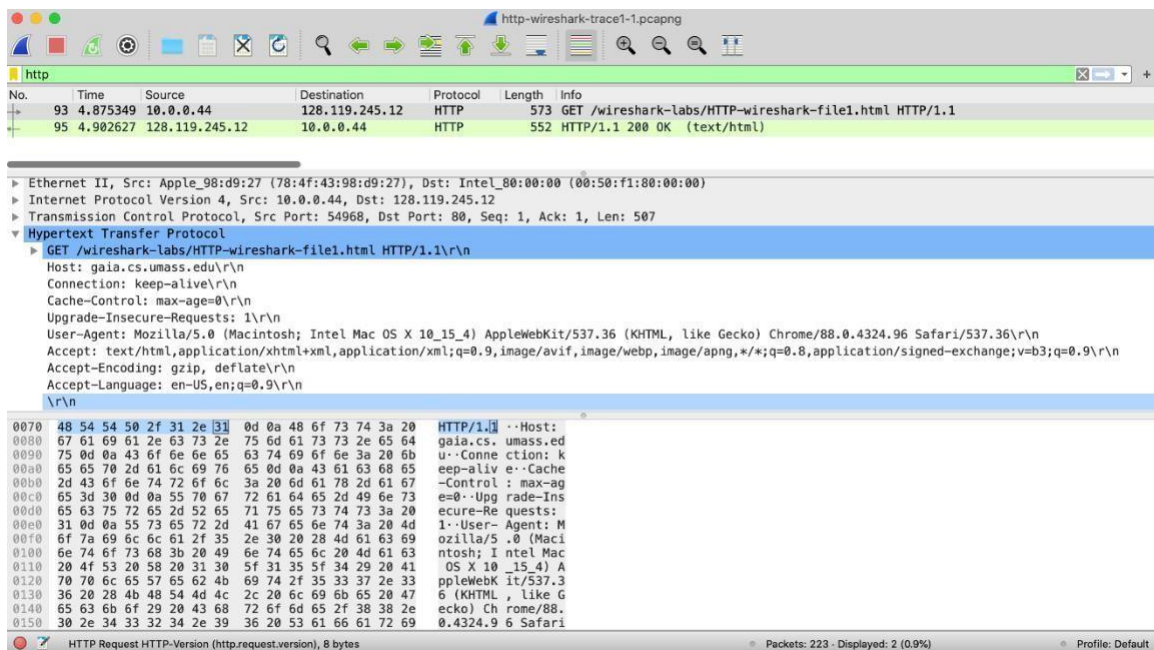 http-wireshark-trace1-1.pcapng
http
No. Time Source Destination Protocol Length Info
93 4.875349 10.0.0.44 128.119.245.12 HTTP 573 GET /wireshark-labs/HTTP-wireshark-file1.html HTTP/1.1
95 4.902627 128.119.245.12 10.0.0.44 HTTP 552 HTTP/1.1 200 OK (text/html)
Ethernet II, Src: Apple_98:d9:27 (78:4f:43:98:d9:27), Dst: Intel_80:00:00 (00:50:f1:80:00:00)
Internet Protocol Version 4, Src: 10.0.0.44, Dst: 128.119.245.12
Transmission Control Protocol, Src Port: 54968, Dst Port: 80, Seq: 1, Ack: 1, Len: 507
Hypertext Transfer Protocol
GET /wireshark-labs/HTTP-wireshark-file1.html HTTP/1.1\r\n
Host: gaia.cs.umass.edu\r\n
Connection: keep-alive\r\n
Cache-Control: max-age=0\r\n
Upgrade-Insecure-Requests: 1\r\n
User-Agent: Mozilla/5.0 (Macintosh; Intel Mac OS X 10_15_4) AppleWebKit/537.36 (KHTML, like Gecko) Chrome/88.0.4324.96 Safari/537.36\r\n
Accept: text/html,application/xhtml+xml,application/xml;q=0.9,image/avif,image/webp,image/apng,*/*;q=0.8,application/signed-exchange;v=b3;q=0.9\r\n
Accept-Encoding: gzip, deflate\r\n
Accept-Language: en-US,en;q=0.9\r\n
\r\n
0070 48 54 54 50 2f 31 2e 31 0d 0a 48 6f 73 74 3a 20 HTTP/1.1 ··Host:
0080 67 61 69 61 2e 63 73 2e 75 6d 61 73 73 2e 65 64 gaia.cs. umass.ed
0090 75 0d 0a 43 6f 6e 6e 65 63 74 69 6f 6e 3a 20 6b u··Conne ction: k
00a0 65 65 70 2d 61 6c 69 76 65 0d 0a 43 61 63 68 65 eep-aliv e··Cache
00b0 2d 43 6f 6e 74 72 6f 6c 3a 20 6d 61 78 2d 61 67 -Control : max-ag
00c0 65 3d 30 0d 0a 55 70 67 72 61 64 65 2d 49 6e 73 e=0··Upg rade-Ins
00d0 65 63 75 72 65 2d 52 65 71 75 65 73 74 73 3a 20 ecure-Re quests:
00e0 31 0d 0a 55 73 65 72 2d 41 67 65 6e 74 3a 20 4d 1··User- Agent: M
00f0 6f 7a 69 6c 6c 61 2f 35 2e 30 20 28 4d 61 63 69 ozilla/5 .0 (Maci
0100 6e 74 6f 73 68 3b 20 49 6e 74 65 6c 20 4d 61 63 ntosh; I ntel Mac
0110 20 4f 53 20 58 20 31 30 5f 31 35 5f 34 29 20 41 OS X 10 _15_4) A
0120 70 70 6c 65 57 65 62 4b 69 74 2f 35 33 37 2e 33 ppleWebK it/537.3
0130 36 20 28 4b 48 54 4d 4c 2c 20 6c 69 6b 65 20 47 6 (KHTML , like G
0140 65 63 6b 6f 29 20 43 68 72 6f 6d 65 2f 38 38 2e ecko) Ch rome/88.
0150 30 2e 34 33 32 34 2e 39 36 20 53 61 66 61 72 69 0.4324.9 6 Safari
HTTP Request HTTP-Version (http.request.version), 8 bytes Packets: 223 · Displayed: 2 (0.9%) Profile: Default